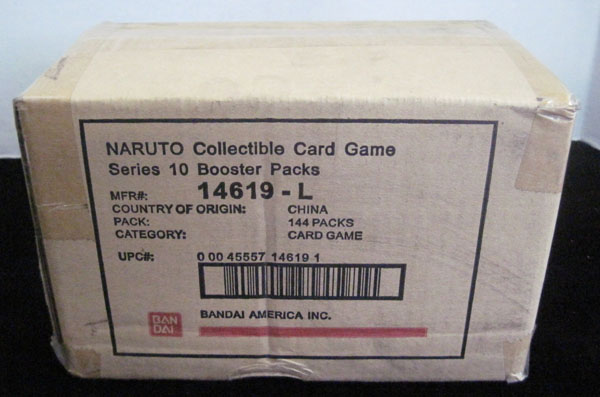 NARUTO Collectible Card Game
Series 10 Booster Packs
MFR#: 14619 - L
COUNTRY OF ORIGIN: CHINA
PACK: 144 PACKS
CATEGORY: CARD GAME
UPC#: 0 00 45557 14619 1
BAN
DAI
BANDAI AMERICA INC.